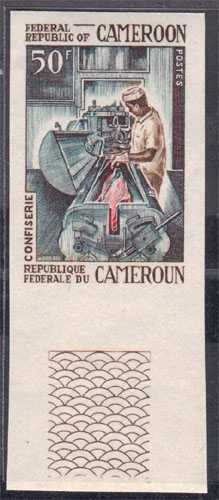 FEDERAL
REPUBLIC OF CAMEROON
50F
POSTES
CONFISERIE
REPUBLIQUE
FEDERALE DU CAMEROUN